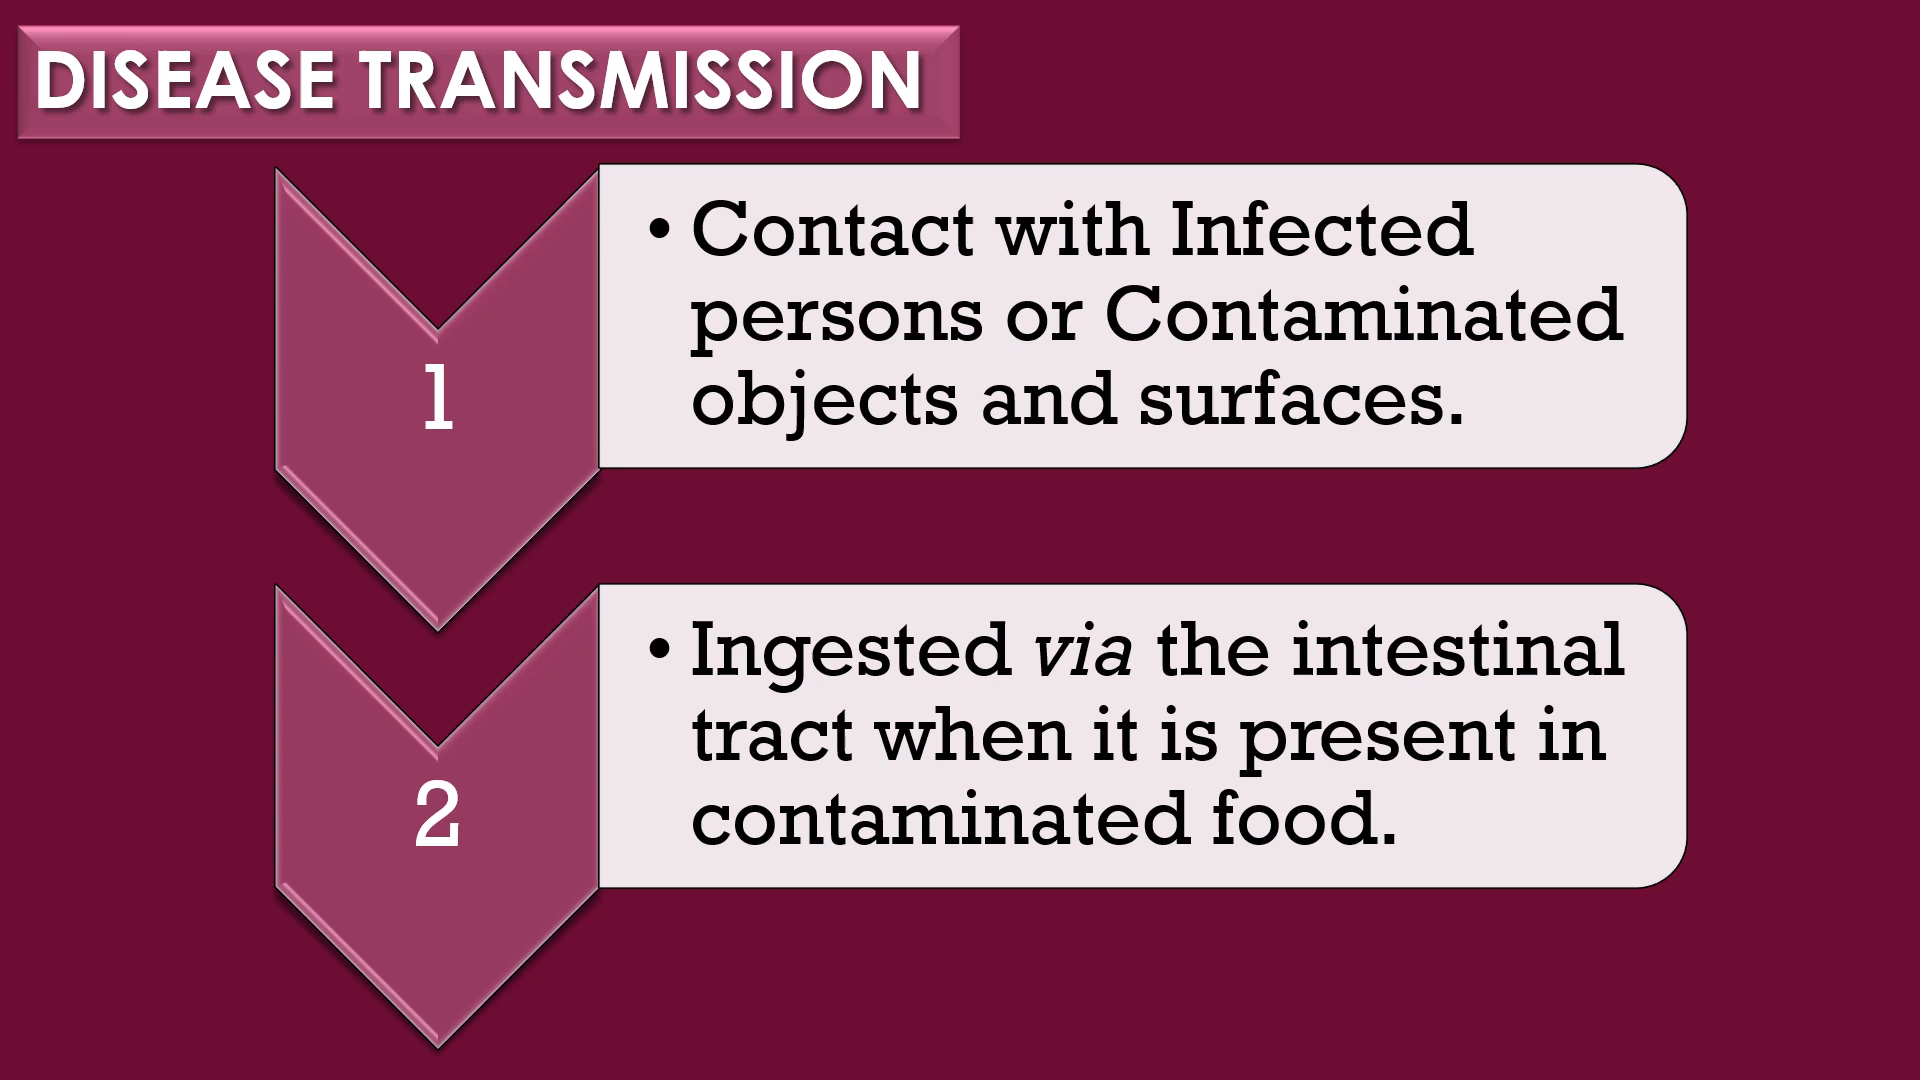 DISEASE TRANSMISSION
1
• Contact with Infected
persons or Contaminated
objects and surfaces.
2
• Ingested via the intestinal
tract when it is present in
contaminated food.